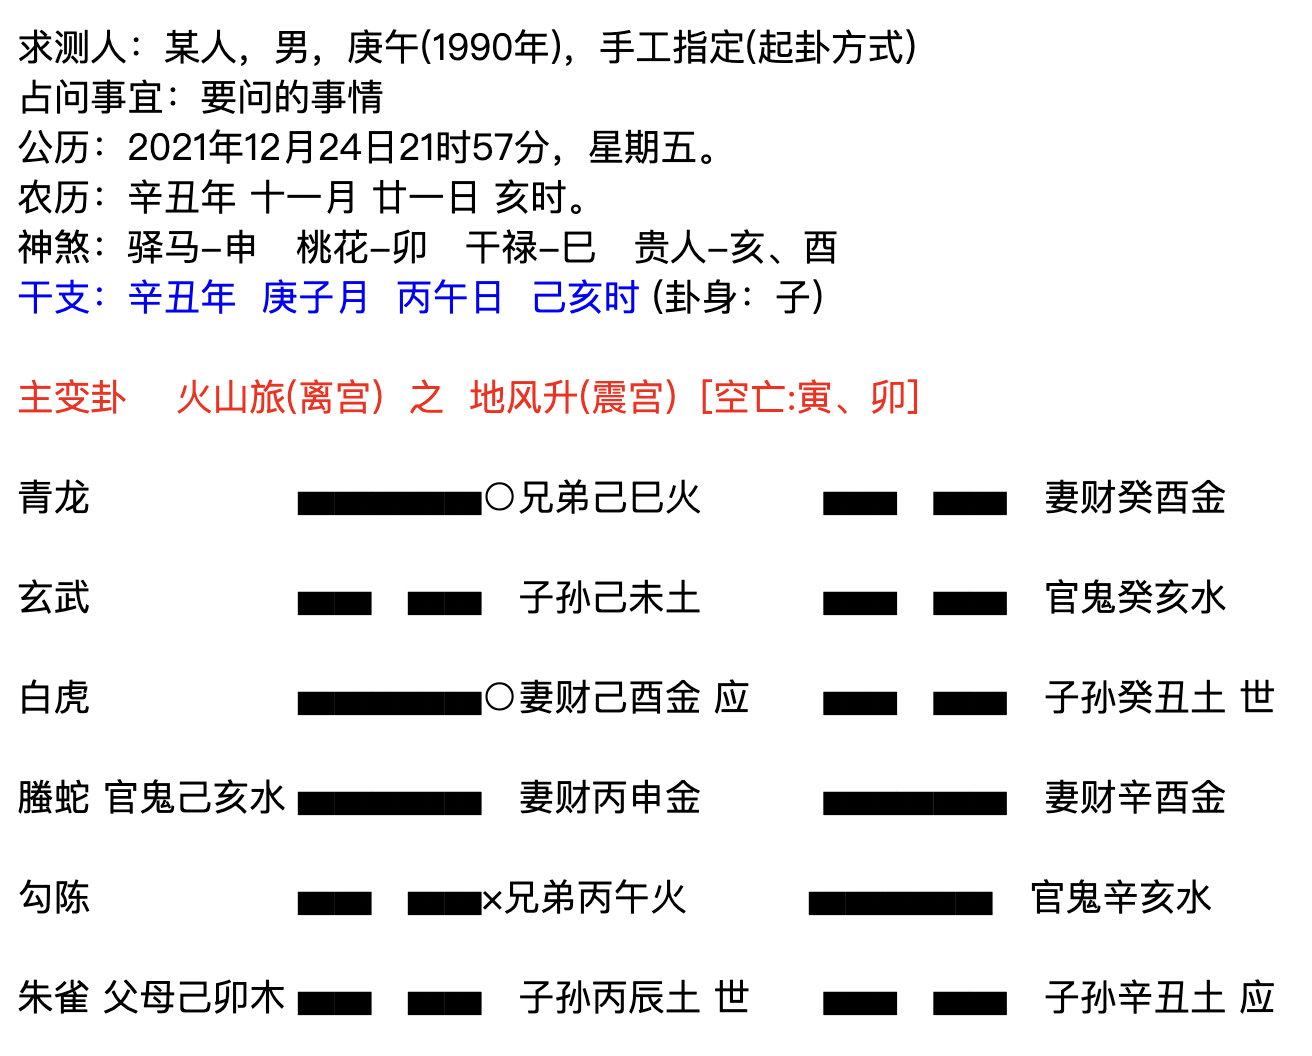 求测人：某人，男，庚午(1990年)，手工指定(起卦方式)
占问事宜：要问的事情
公历：2021年12月24日21时57分，星期五。
农历：辛丑年 十一月 廿一日 亥时。
神煞：驿马-申　桃花-卯　干禄-巳　贵人-亥、酉
干支：辛丑年 庚子月 丙午日 己亥时 (卦身：子)
主变卦 火山旅(离宫) 之 地风升(震宫) [空亡:寅、卯]
青龙 ○兄弟己巳火 妻财癸酉金
玄武 子孙己未土 官鬼癸亥水
白虎 ○妻财己酉金 应 子孙癸丑土 世
螣蛇 官鬼己亥水 妻财丙申金 妻财辛酉金
勾陈 ×兄弟丙午火 官鬼辛亥水
朱雀 父母己卯木 子孙丙辰土 世 子孙辛丑土 应